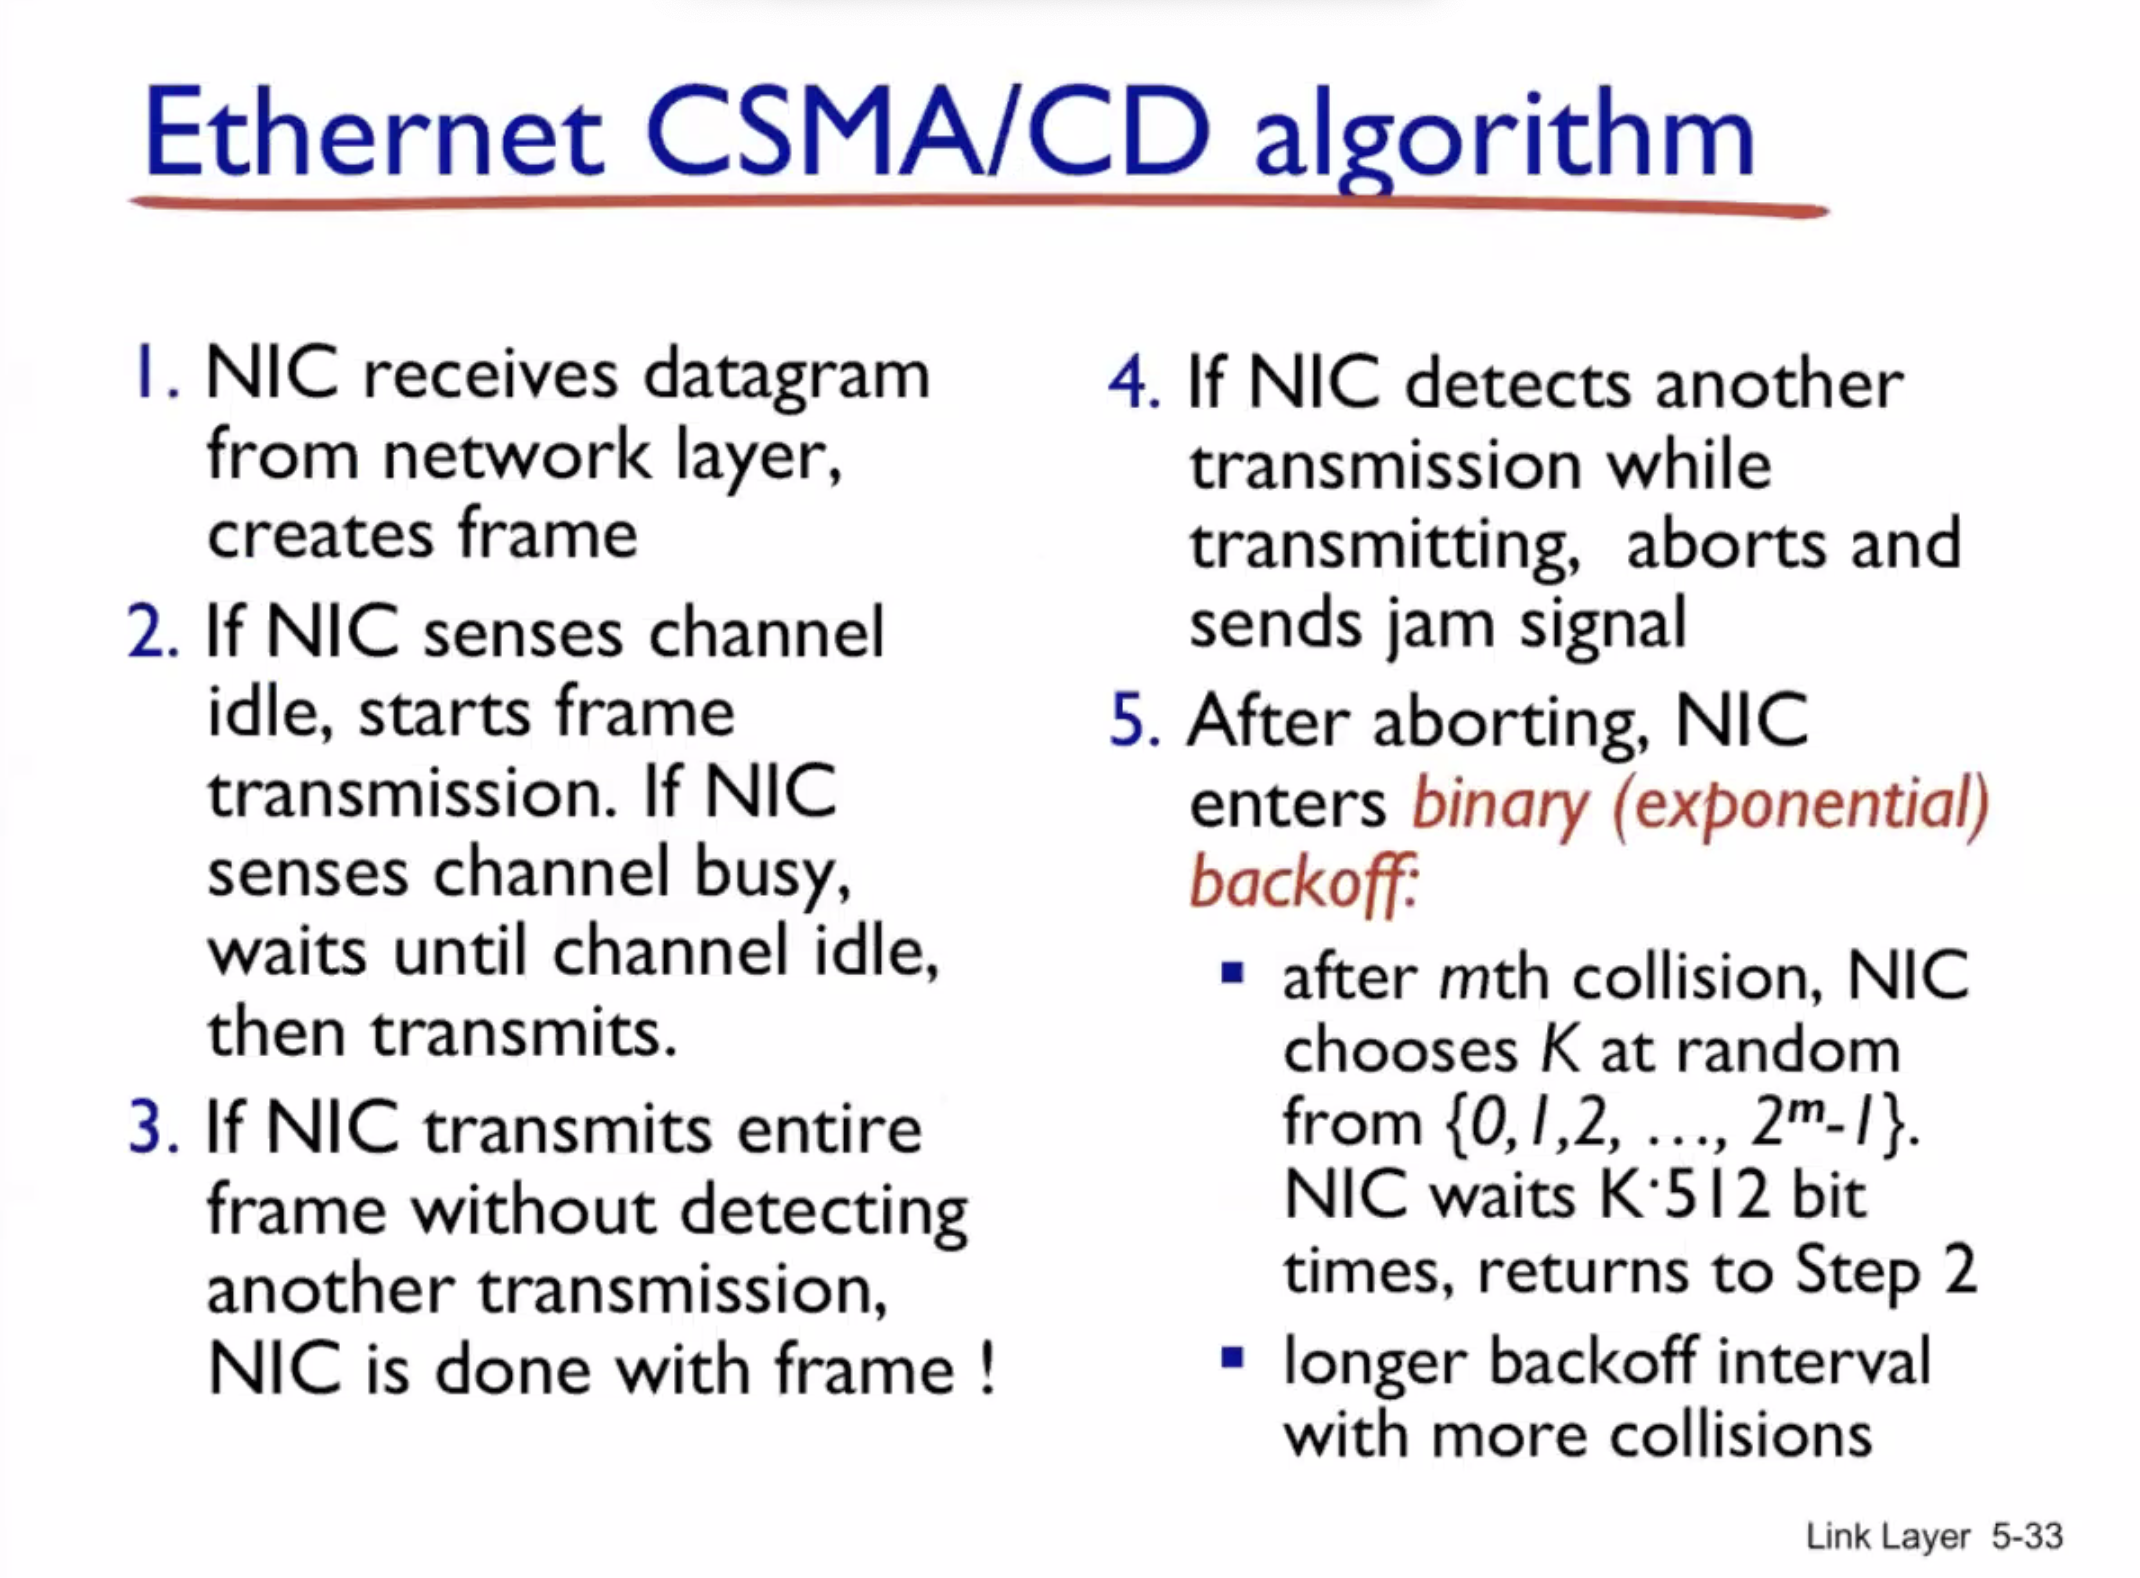 Ethernet CSMA/CD algorithm
1. NIC receives datagram
from network layer,
creates frame
2. If NIC senses channel
idle, starts frame
transmission. If NIC
senses channel busy,
waits until channel idle,
then transmits.
3. If NIC transmits entire
frame without detecting
another transmission,
NIC is done with frame !
4. If NIC detects another
transmission while
transmitting, aborts and
sends jam signal
5. After aborting, NIC
enters binary (exponential)
backoff:
▪ after mth collision, NIC
chooses K at random
from {0,1,2, …, 2ᵐ-1}.
NIC waits K·512 bit
times, returns to Step 2
▪ longer backoff interval
with more collisions
Link Layer 5-33